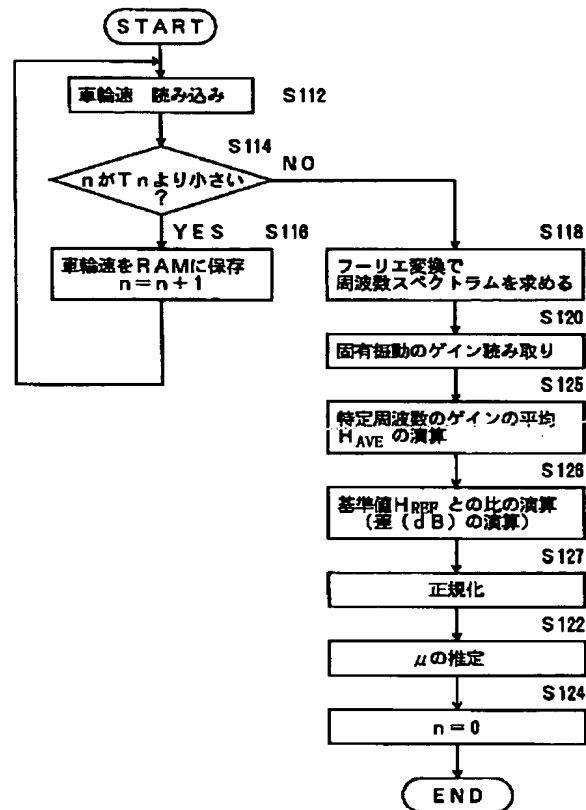 START
車輪速 読み込み
S112
S114
nがTnより小さい
?
NO
YES
S116
車輪速をRAMに保存
n=n+1
S118
フーリエ変換で
周波数スペクトラムを求める
S120
固有振動のゲイン読み取り
S125
特定周波数のゲインの平均
HAVE の演算
S126
基準値HREF との比の演算
(差(dB)の演算)
S127
正規化
S122
μの推定
S124
n=0
END